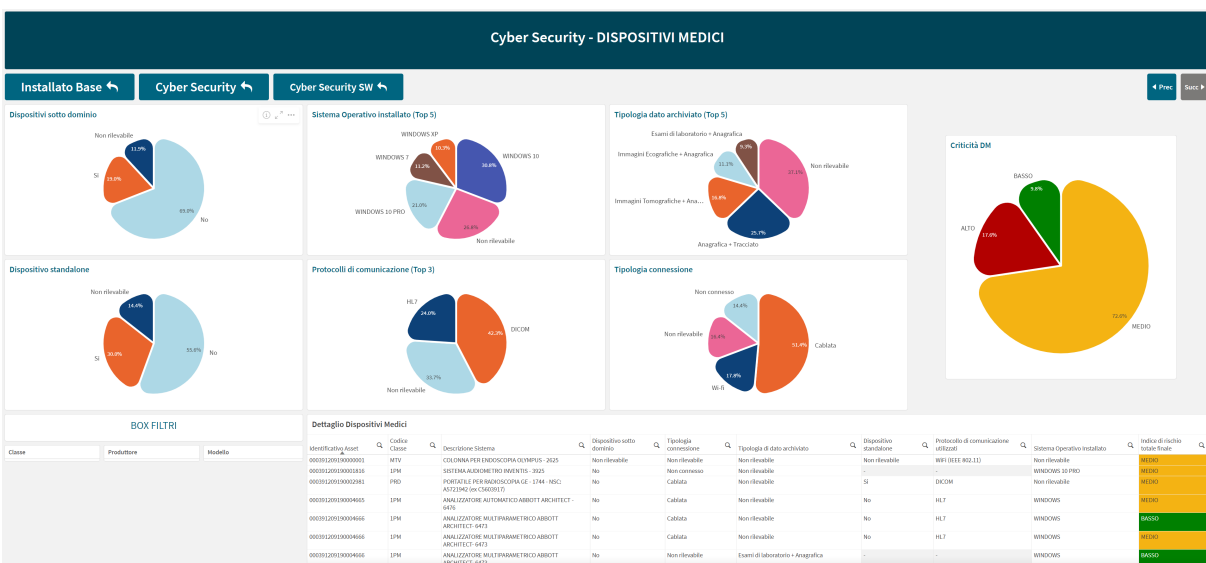 Cyber Security - DISPOSITIVI MEDICI
Installato Base
Cyber Security
Cyber Security SW
Prec
Succ
Dispositivi sotto dominio
Non rilevabile
11.9%
Si
19.0%
69.0%
No
Sistema Operativo installato (Top 5)
WINDOWS XP
10.3%
WINDOWS 7
11.2%
WINDOWS 10
30.8%
WINDOWS 10 PRO
21.0%
26.6%
Non rilevabile
Tipologia dato archiviato (Top 5)
Esami di laboratorio + Anagrafica
9.3%
Immagini Ecografiche + Anagrafica
11.1%
Non rilevabile
Immagini Tomografiche + Ana...
16.8%
25.7%
Anagrafica + Tracciato
Criticità DM
BASSO
9.8%
ALTO
17.6%
72.6%
MEDIO
Dispositivo standalone
Non rilevabile
14.4%
Si
30.0%
55.6%
No
Protocolli di comunicazione (Top 3)
HL7
24.0%
42.3%
DICOM
33.7%
Non rilevabile
Tipologia connessione
Non connesso
14.4%
Non rilevabile
16.4%
51.4%
Cablata
17.8%
Wi-fi
BOX FILTRI
Classe
Produttore
Modello
Dettaglio Dispositivi Medici
Identificativo Asset
Codice Classe
Descrizione Sistema
Dispositivo sotto dominio
Tipologia connessione
Tipologia di dato archiviato
Dispositivo standalone
Protocollo di comunicazione utilizzati
Sistema Operativo Installato
Indice di rischio totale finale
000391209190000001 MTV COLONNA PER ENDOSCOPIA OLYMPUS - 2625 Non rilevabile Non rilevabile Non rilevabile Non rilevabile WIFI (IEEE 802.11) Non rilevabile MEDIO
000391209190001816 1PM SISTEMA AUDIOMETRO INVENTIS - 3925 No Non connesso Non rilevabile - - WINDOWS 10 PRO MEDIO
000391209190002981 PRD PORTATILE PER RADIOSCOPIA GE - 1744 - NSC: No Cablata Non rilevabile Si DICOM Non rilevabile MEDIO
A5721942 (ex C5603917)
000391209190004665 1PM ANALIZZATORE AUTOMATICO ABBOTT ARCHITECT - No Cablata Non rilevabile No HL7 WINDOWS MEDIO
6476
000391209190004666 1PM ANALIZZATORE MULTIPARAMETRICO ABBOTT No Cablata Non rilevabile No HL7 WINDOWS BASSO
ARCHITECT- 6473
000391209190004666 1PM ANALIZZATORE MULTIPARAMETRICO ABBOTT No Cablata Non rilevabile No HL7 WINDOWS MEDIO
ARCHITECT- 6473
000391209190004666 1PM ANALIZZATORE MULTIPARAMETRICO ABBOTT No Non rilevabile Esami di laboratorio + Anagrafica - - WINDOWS BASSO
ARCHITECT- 6473